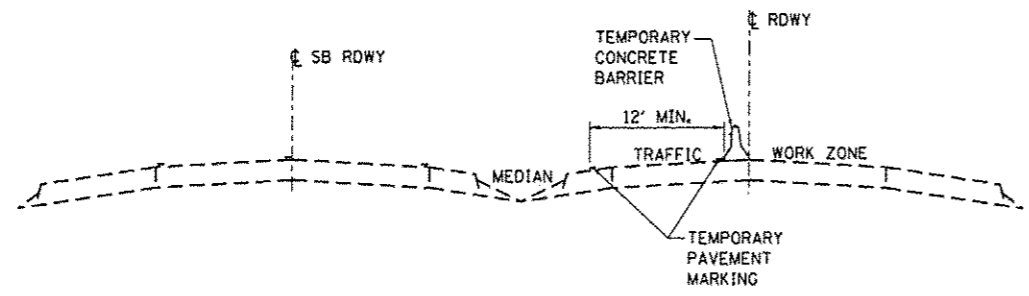 ℄ RDWY
TEMPORARY
CONCRETE
BARRIER
℄ SB RDWY
12' MIN.
TRAFFIC
WORK ZONE
MEDIAN
TEMPORARY
PAVEMENT
MARKING